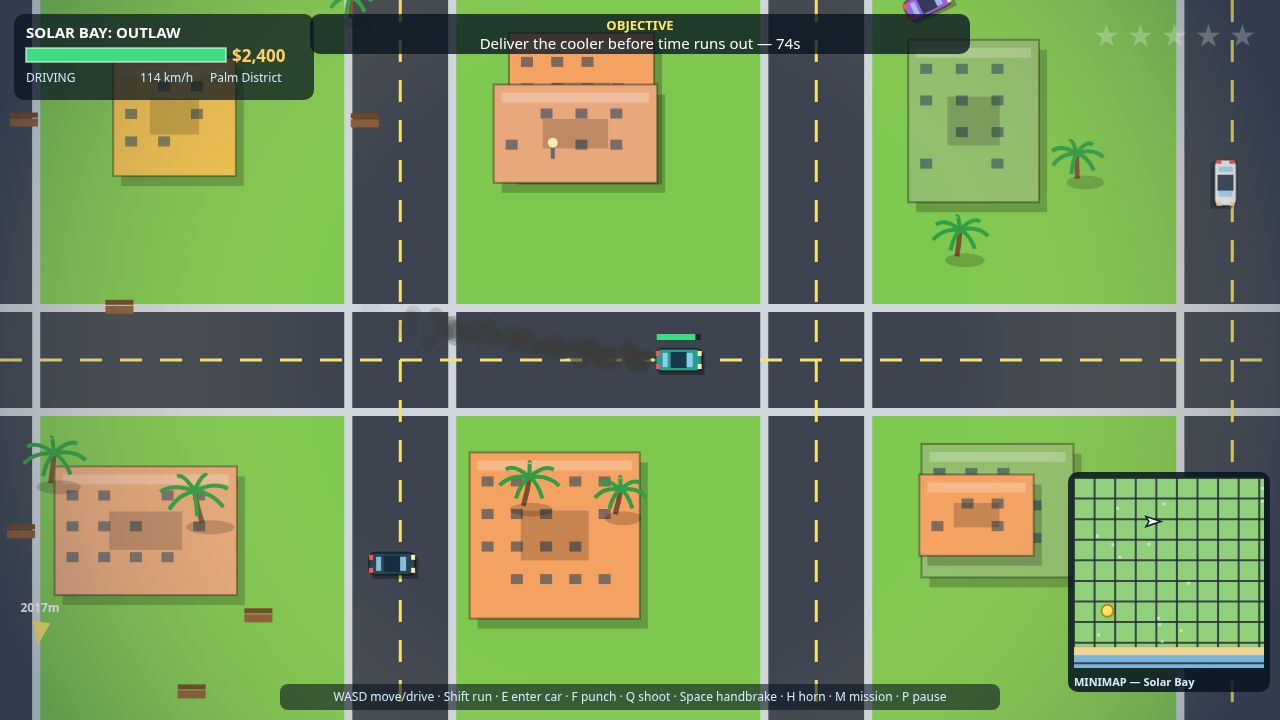 SOLAR BAY: OUTLAW
$2,400
DRIVING 114 km/h Palm District
OBJECTIVE
Deliver the cooler before time runs out — 74s
2017m
MINIMAP — Solar Bay
WASD move/drive · Shift run · E enter car · F punch · Q shoot · Space handbrake · H horn · M mission · P pause